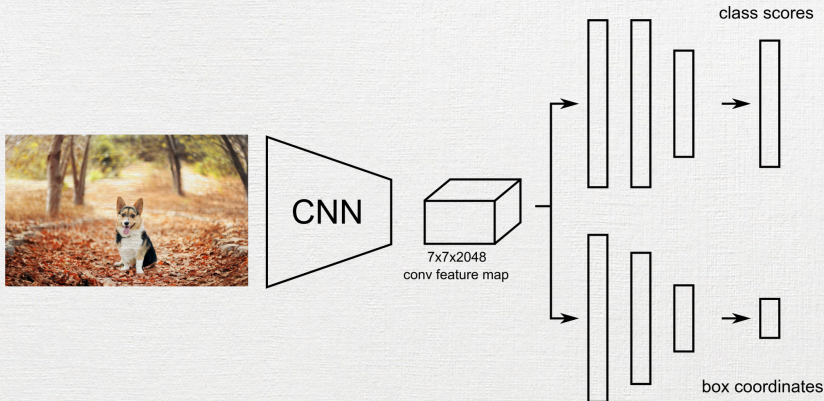 class scores
CNN
7x7x2048
conv feature map
box coordinates